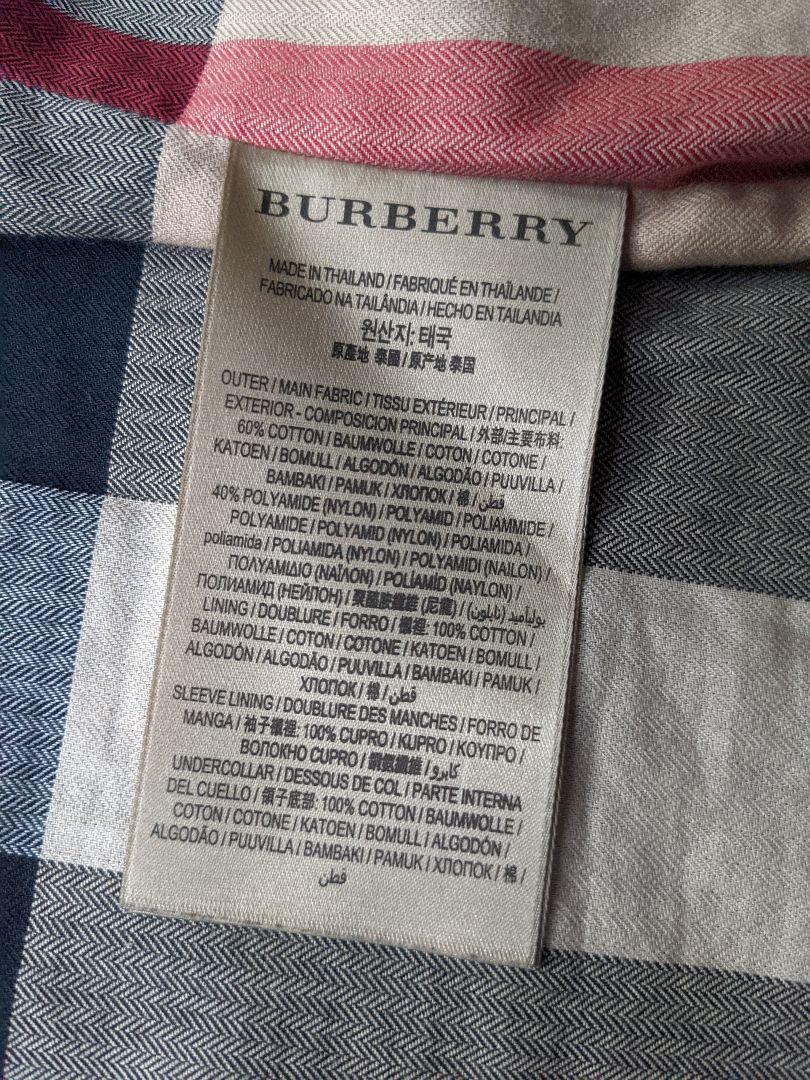 BURBERRY
MADE IN THAILAND / FABRIQUÉ EN THAÏLANDE /
FABRICADO NA TAILÂNDIA / HECHO EN TAILANDIA
원산지: 태국
原產地 泰國 / 原产地 泰国
OUTER / MAIN FABRIC / TISSU EXTÉRIEUR / PRINCIPAL /
EXTERIOR - COMPOSICION PRINCIPAL / 外部/主要布料:
60% COTTON / BAUMWOLLE / COTON / COTONE /
KATOEN / BOMULL / ALGODÓN / ALGODÃO / PUUVILLA /
BAMBAKI / PAMUK / ХЛОПОК / 棉 / قطن
40% POLYAMIDE (NYLON) / POLYAMID / POLIAMMIDE /
POLYAMIDE / POLYAMID (NYLON) / POLIAMIDA /
poliamida / POLIAMIDA (NYLON) / POLYAMIDI (NAILON) /
ΠΟΛΥΑΜΙΔΙΟ (ΝΑΪΛΟΝ) / POLİAMİD (NAYLON) /
ПОЛИАМИД (НЕЙЛОН) / 聚醯胺纖維 (尼龍) / بوليأميد (نايلون) /
LINING / DOUBLURE / FORRO / 襯裡: 100% COTTON /
BAUMWOLLE / COTON / COTONE / KATOEN / BOMULL /
ALGODÓN / ALGODÃO / PUUVILLA / BAMBAKI / PAMUK /
ХЛОПОК / 棉 / قطن
SLEEVE LINING / DOUBLURE DES MANCHES / FORRO DE
MANGA / 袖子襯裡: 100% CUPRO / KUPRO / ΚΟΥΠΡΟ /
ВОЛОКНО CUPRO / 銅氨纖維 / كابرو
UNDERCOLLAR / DESSOUS DE COL / PARTE INTERNA
DEL CUELLO / 領子底部: 100% COTTON / BAUMWOLLE /
COTON / COTONE / KATOEN / BOMULL / ALGODÓN /
ALGODÃO / PUUVILLA / BAMBAKI / PAMUK / ХЛОПОК / 棉 /
قطن